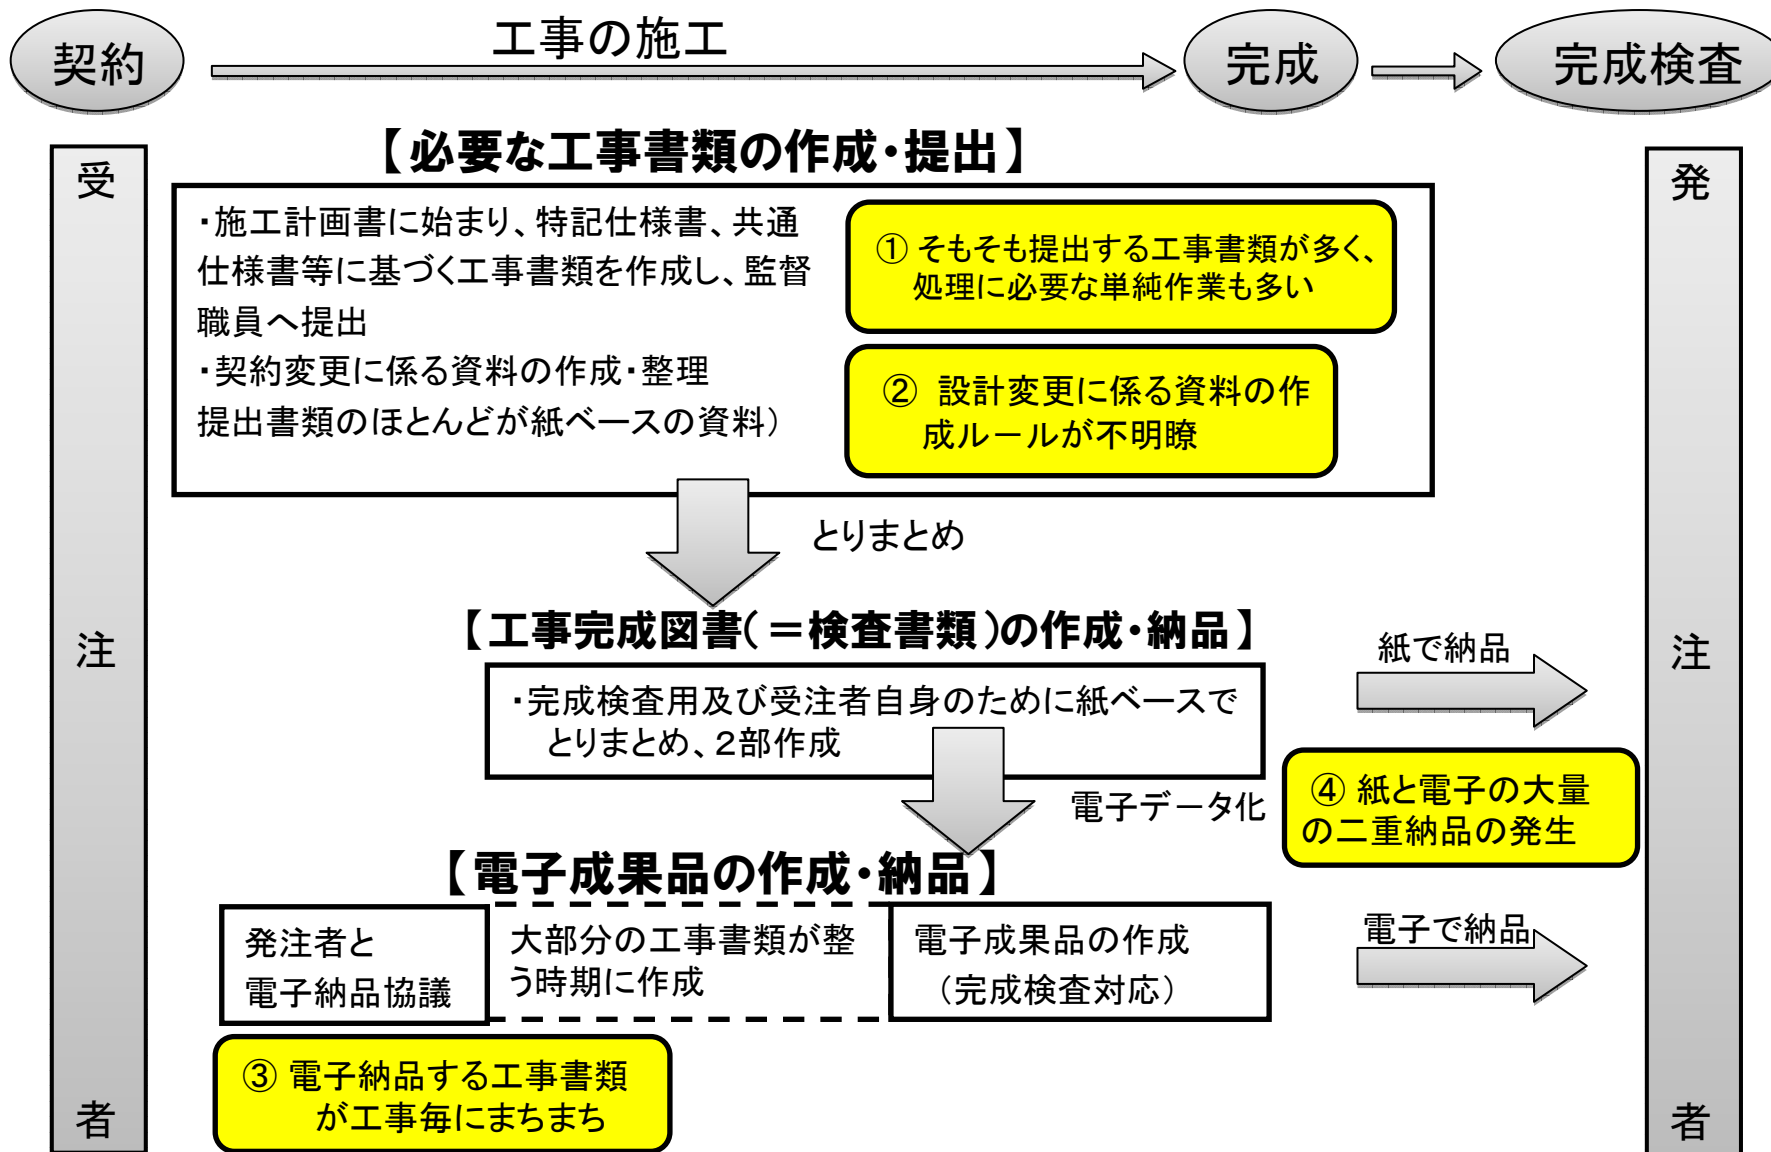 契約
工事の施工
完成
完成検査
受
注
者
【必要な工事書類の作成・提出】
・施工計画書に始まり、特記仕様書、共通
仕様書等に基づく工事書類を作成し、監督
職員へ提出
・契約変更に係る資料の作成・整理
提出書類のほとんどが紙ベースの資料）
① そもそも提出する工事書類が多く、
処理に必要な単純作業も多い
② 設計変更に係る資料の作
成ルールが不明瞭
とりまとめ
【工事完成図書（＝検査書類）の作成・納品】
・完成検査用及び受注者自身のために紙ベースで
とりまとめ、２部作成
紙で納品
④ 紙と電子の大量
の二重納品の発生
電子データ化
【電子成果品の作成・納品】
発注者と
電子納品協議
大部分の工事書類が整
う時期に作成
電子成果品の作成
（完成検査対応）
電子で納品
③ 電子納品する工事書類
が工事毎にまちまち
発
注
者